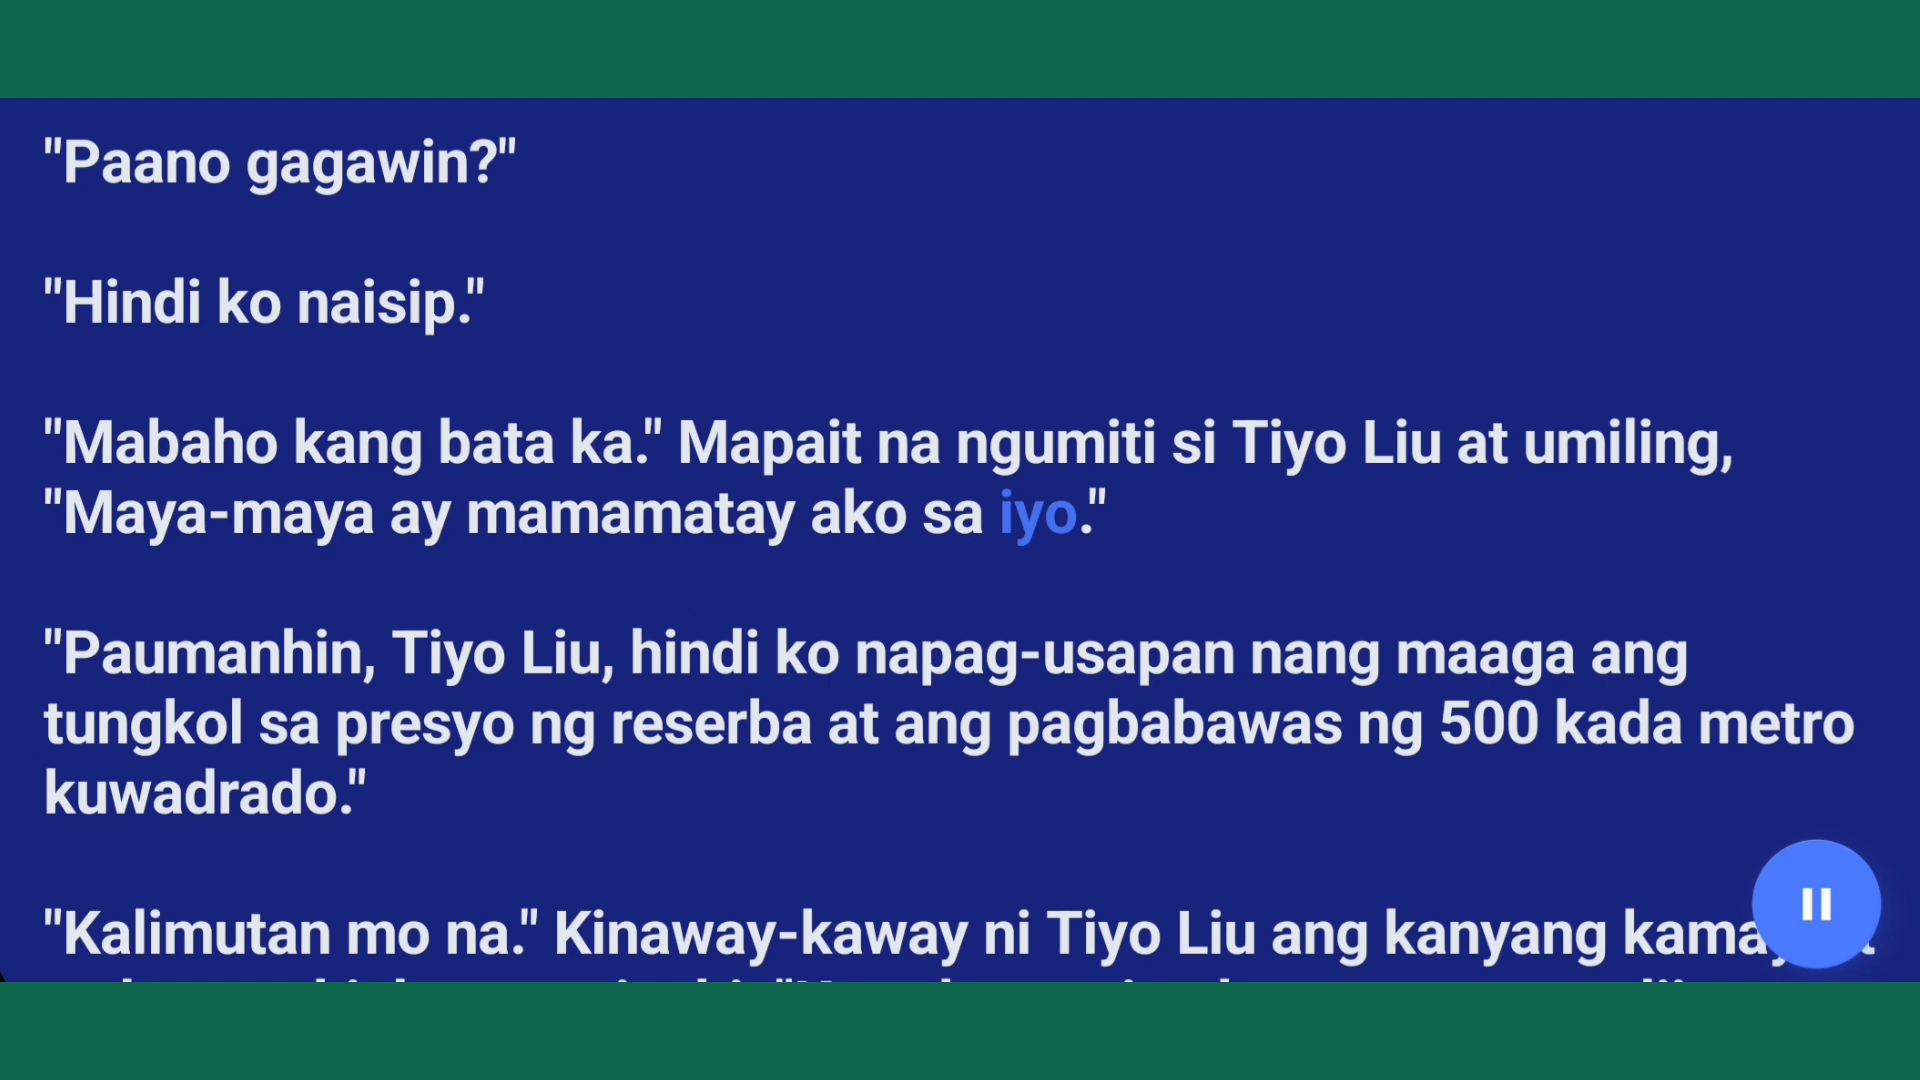 "Paano gagawin?"
"Hindi ko naisip."
"Mabaho kang bata ka." Mapait na ngumiti si Tiyo Liu at umiling,
"Maya-maya ay mamamatay ako sa iyo."
"Paumanhin, Tiyo Liu, hindi ko napag-usapan nang maaga ang
tungkol sa presyo ng reserba at ang pagbabawas ng 500 kada metro
kuwadrado."
"Kalimutan mo na." Kinaway-kaway ni Tiyo Liu ang kanyang